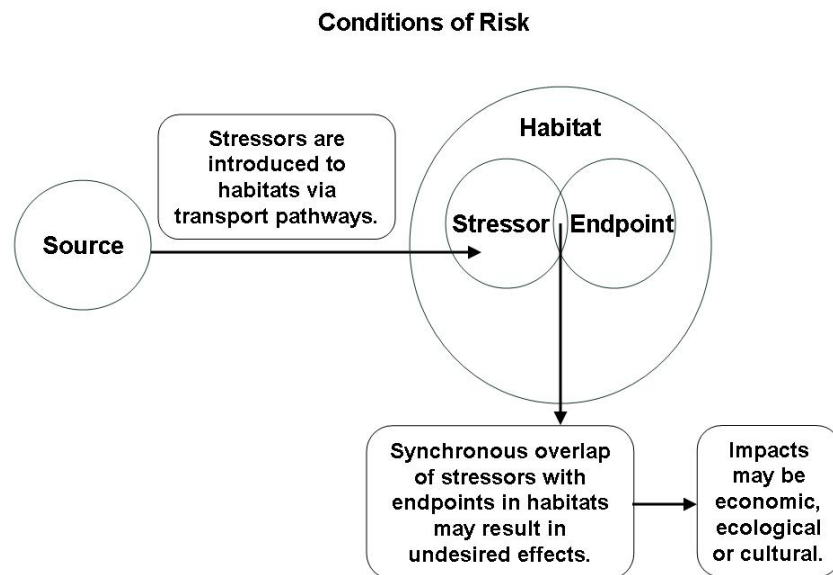 Conditions of Risk
Stressors are
introduced to
habitats via
transport pathways.
Source
Habitat
Stressor
Endpoint
Synchronous overlap
of stressors with
endpoints in habitats
may result in
undesired effects.
Impacts
may be
economic,
ecological
or cultural.